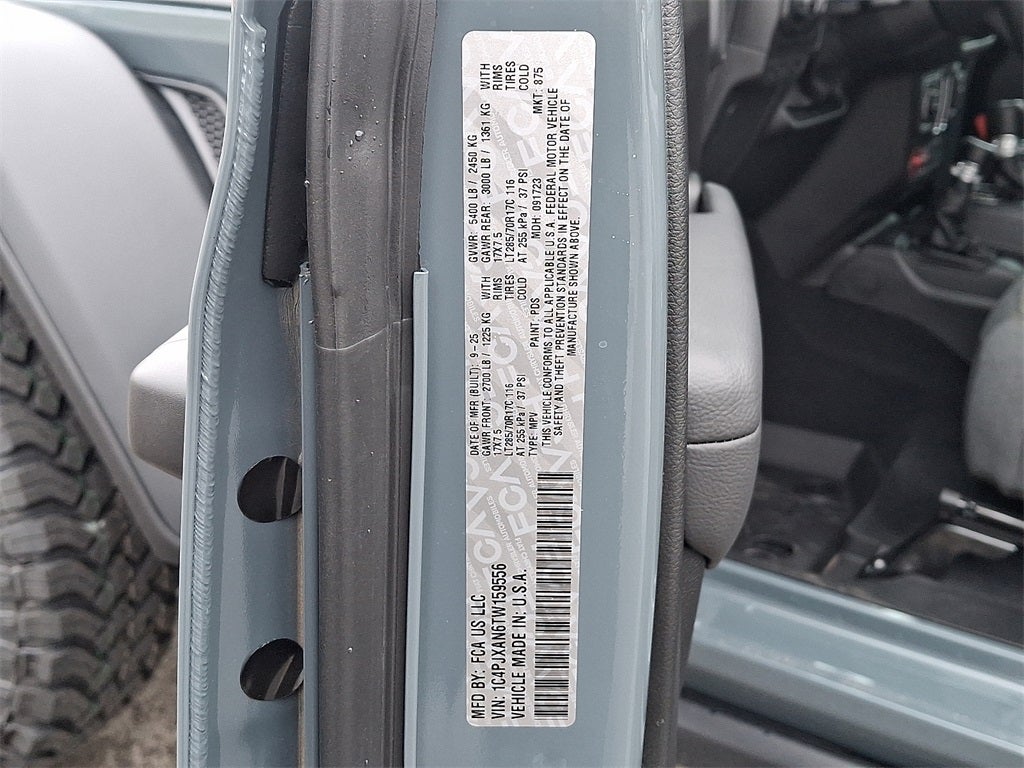 MFD BY: FCA US LLC
VIN: 1C4PJXAN6TW159556
VEHICLE MADE IN: U.S.A.
DATE OF MFR (BUILT): 9-25 GVWR: 5400 LB / 2450 KG
GAWR FRONT: 2700 LB / 1225 KG WITH GAWR REAR: 3000 LB / 1361 KG WITH
17X7.5 RIMS 17X7.5 RIMS
LT285/70R17C 116 TIRES LT285/70R17C 116 TIRES
AT 255 kPa / 37 PSI COLD AT 255 kPa / 37 PSI COLD
TYPE: MPV PAINT: PDS MDH: 091723 MKT: 875
THIS VEHICLE CONFORMS TO ALL APPLICABLE U.S.A. FEDERAL MOTOR VEHICLE
SAFETY AND THEFT PREVENTION STANDARDS IN EFFECT ON THE DATE OF
MANUFACTURE SHOWN ABOVE.